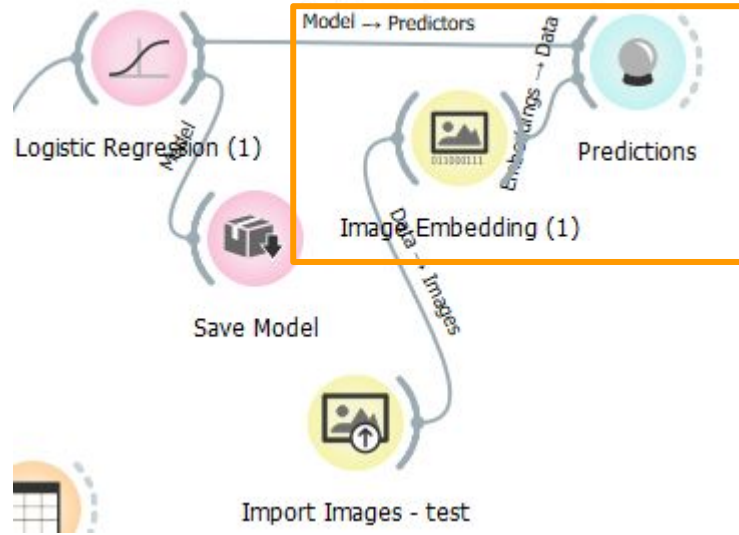 Model → Predictors
Embeddings → Data
Logistic Regression (1)
Model
Predictions
011000111
Image Embedding (1)
Data → Images
Save Model
Import Images - test